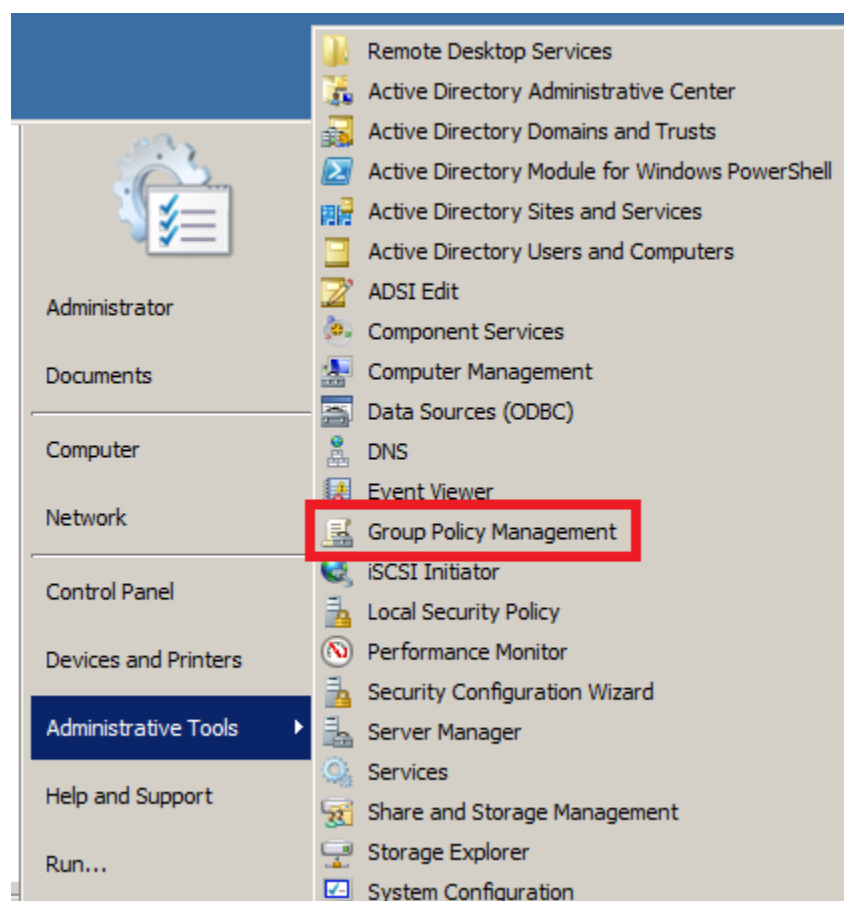 Administrator
Documents
Computer
Network
Control Panel
Devices and Printers
Administrative Tools
Help and Support
Run...
Remote Desktop Services
Active Directory Administrative Center
Active Directory Domains and Trusts
Active Directory Module for Windows PowerShell
Active Directory Sites and Services
Active Directory Users and Computers
ADSI Edit
Component Services
Computer Management
Data Sources (ODBC)
DNS
Event Viewer
Group Policy Management
iSCSI Initiator
Local Security Policy
Performance Monitor
Security Configuration Wizard
Server Manager
Services
Share and Storage Management
Storage Explorer
System Configuration